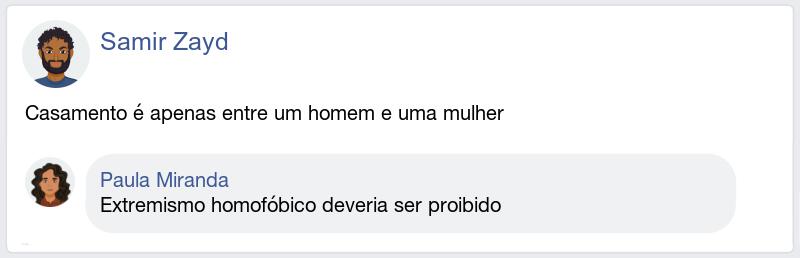 Samir Zayd
Casamento é apenas entre um homem e uma mulher
Paula Miranda
Extremismo homofóbico deveria ser proibido